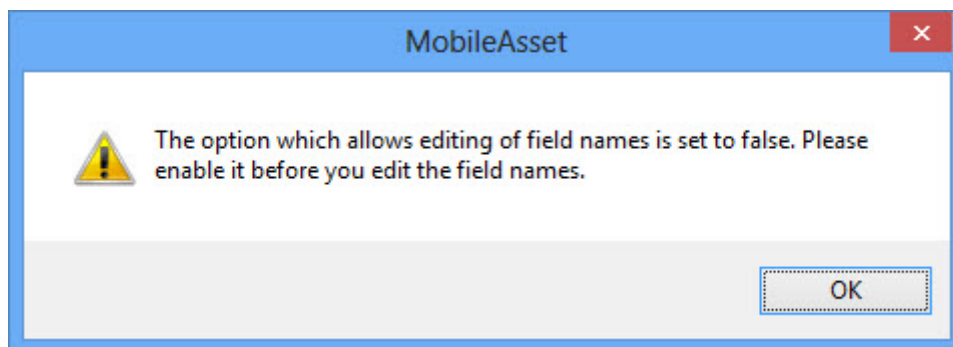 MobileAsset
The option which allows editing of field names is set to false. Please
enable it before you edit the field names.
OK